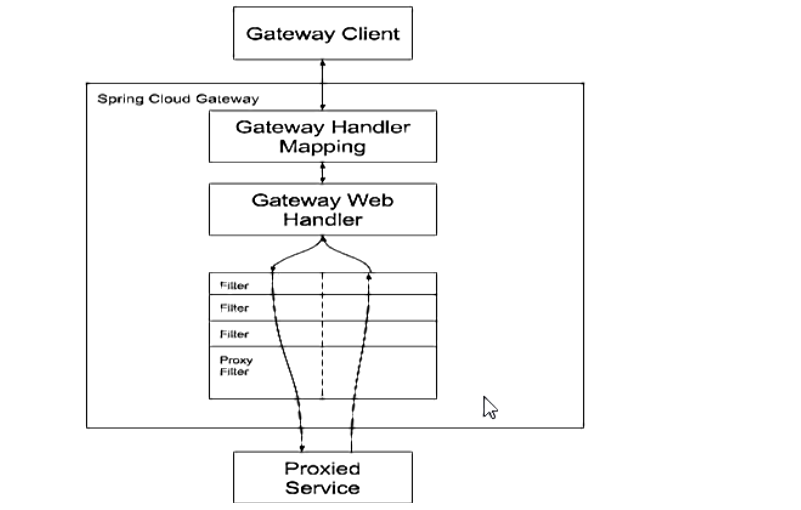 Gateway Client
Spring Cloud Gateway
Gateway Handler
Mapping
Gateway Web
Handler
Filter
Filter
Filter
Proxy
Filter
Proxied
Service